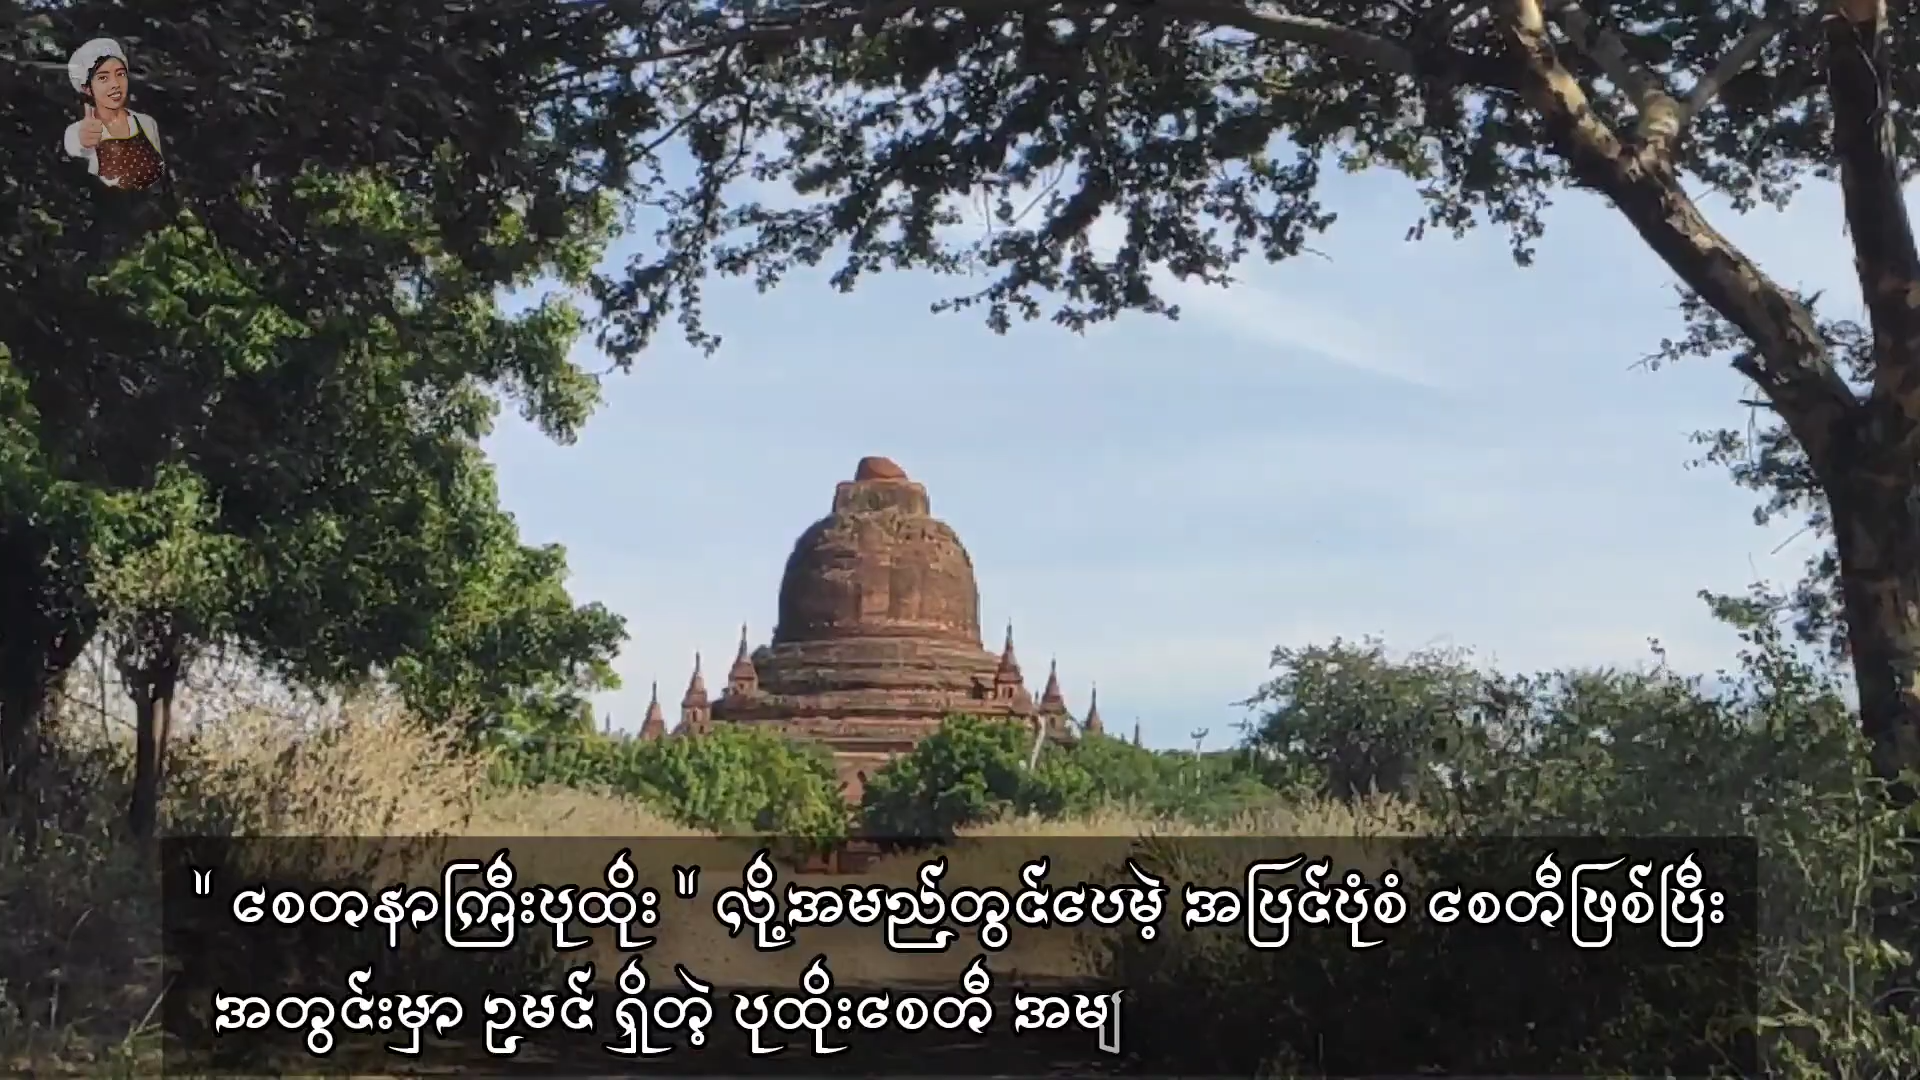 " စေတနာကြီးပုထိုး " လို့အမည်တွင်ပေမဲ့ အပြင်ပုံစံ စေတီဖြစ်ပြီး
အတွင်းမှာ ဥမင် ရှိတဲ့ ပုထိုးစေတီ အမျ